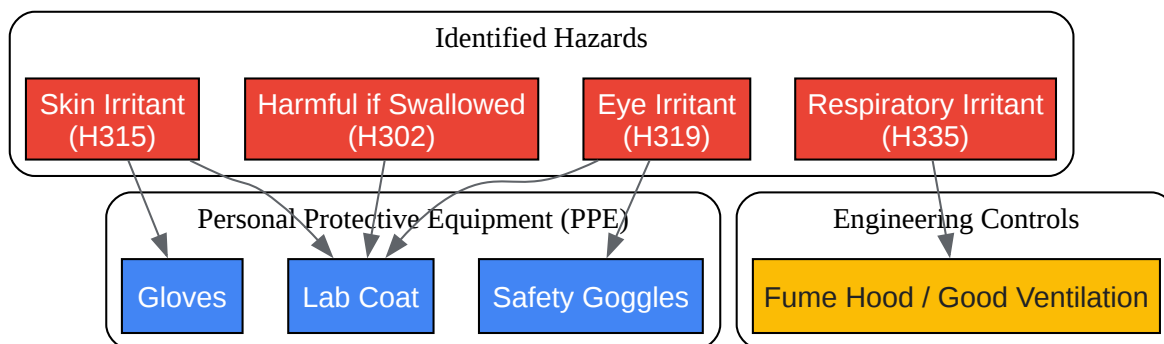 Identified Hazards
Skin Irritant
(H315)
Harmful if Swallowed
(H302)
Eye Irritant
(H319)
Respiratory Irritant
(H335)
Personal Protective Equipment (PPE)
Gloves
Lab Coat
Safety Goggles
Engineering Controls
Fume Hood / Good Ventilation